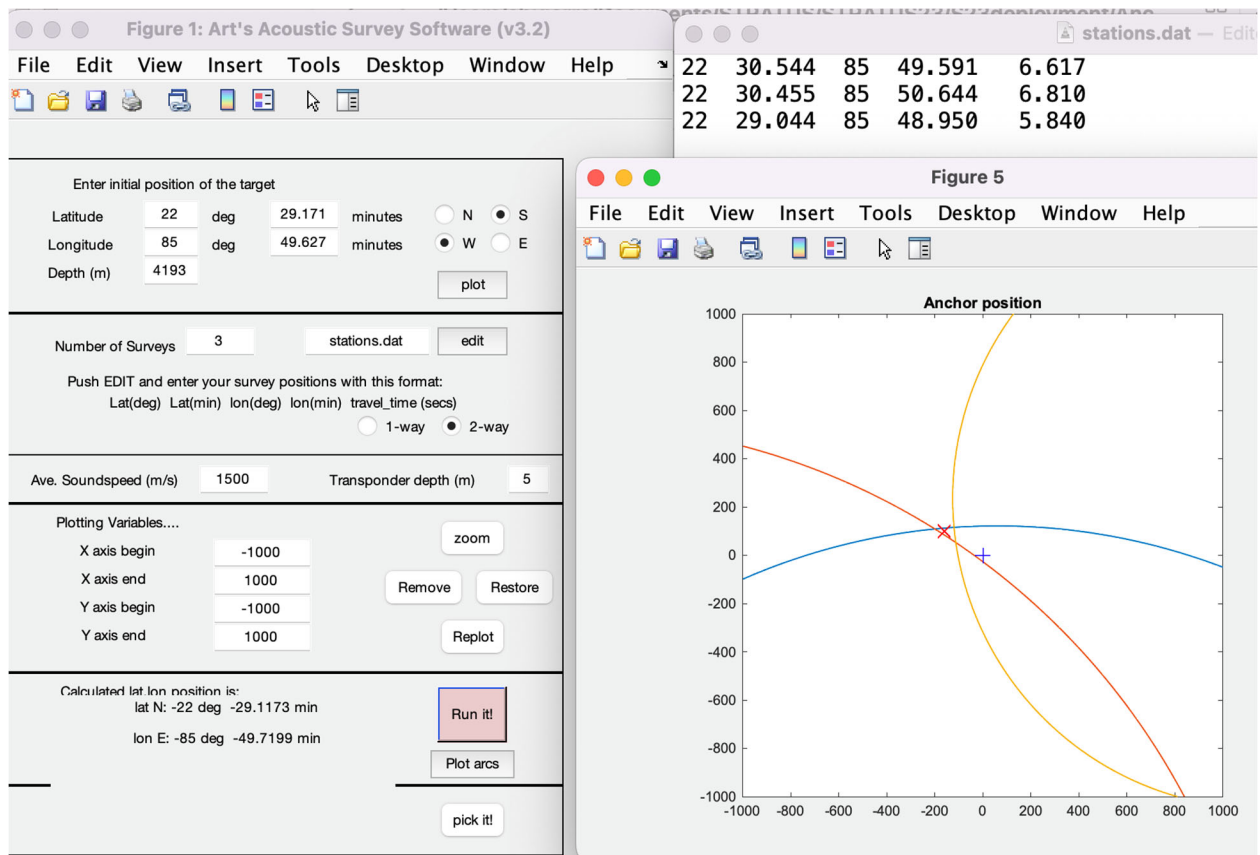 Figure 1: Art's Acoustic Survey Software (v3.2)
File Edit View Insert Tools Desktop Window Help
Enter initial position of the target
Latitude 22 deg 29.171 minutes N S
Longitude 85 deg 49.627 minutes W E
Depth (m) 4193
plot
Number of Surveys 3 stations.dat edit
Push EDIT and enter your survey positions with this format:
Lat(deg) Lat(min) lon(deg) lon(min) travel_time (secs)
1-way 2-way
Ave. Soundspeed (m/s) 1500 Transponder depth (m) 5
Plotting Variables....
X axis begin -1000
X axis end 1000
Y axis begin -1000
Y axis end 1000
zoom
Remove Restore
Replot
Calculated lat,lon position is:
lat N: -22 deg -29.1173 min
lon E: -85 deg -49.7199 min
Run it!
Plot arcs
pick it!
stations.dat — Edit
22 30.544 85 49.591 6.617
22 30.455 85 50.644 6.810
22 29.044 85 48.950 5.840
Figure 5
File Edit View Insert Tools Desktop Window Help
Anchor position
1000
800
600
400
200
0
-200
-400
-600
-800
-1000
-1000 -800 -600 -400 -200 0 200 400 600 800 1000